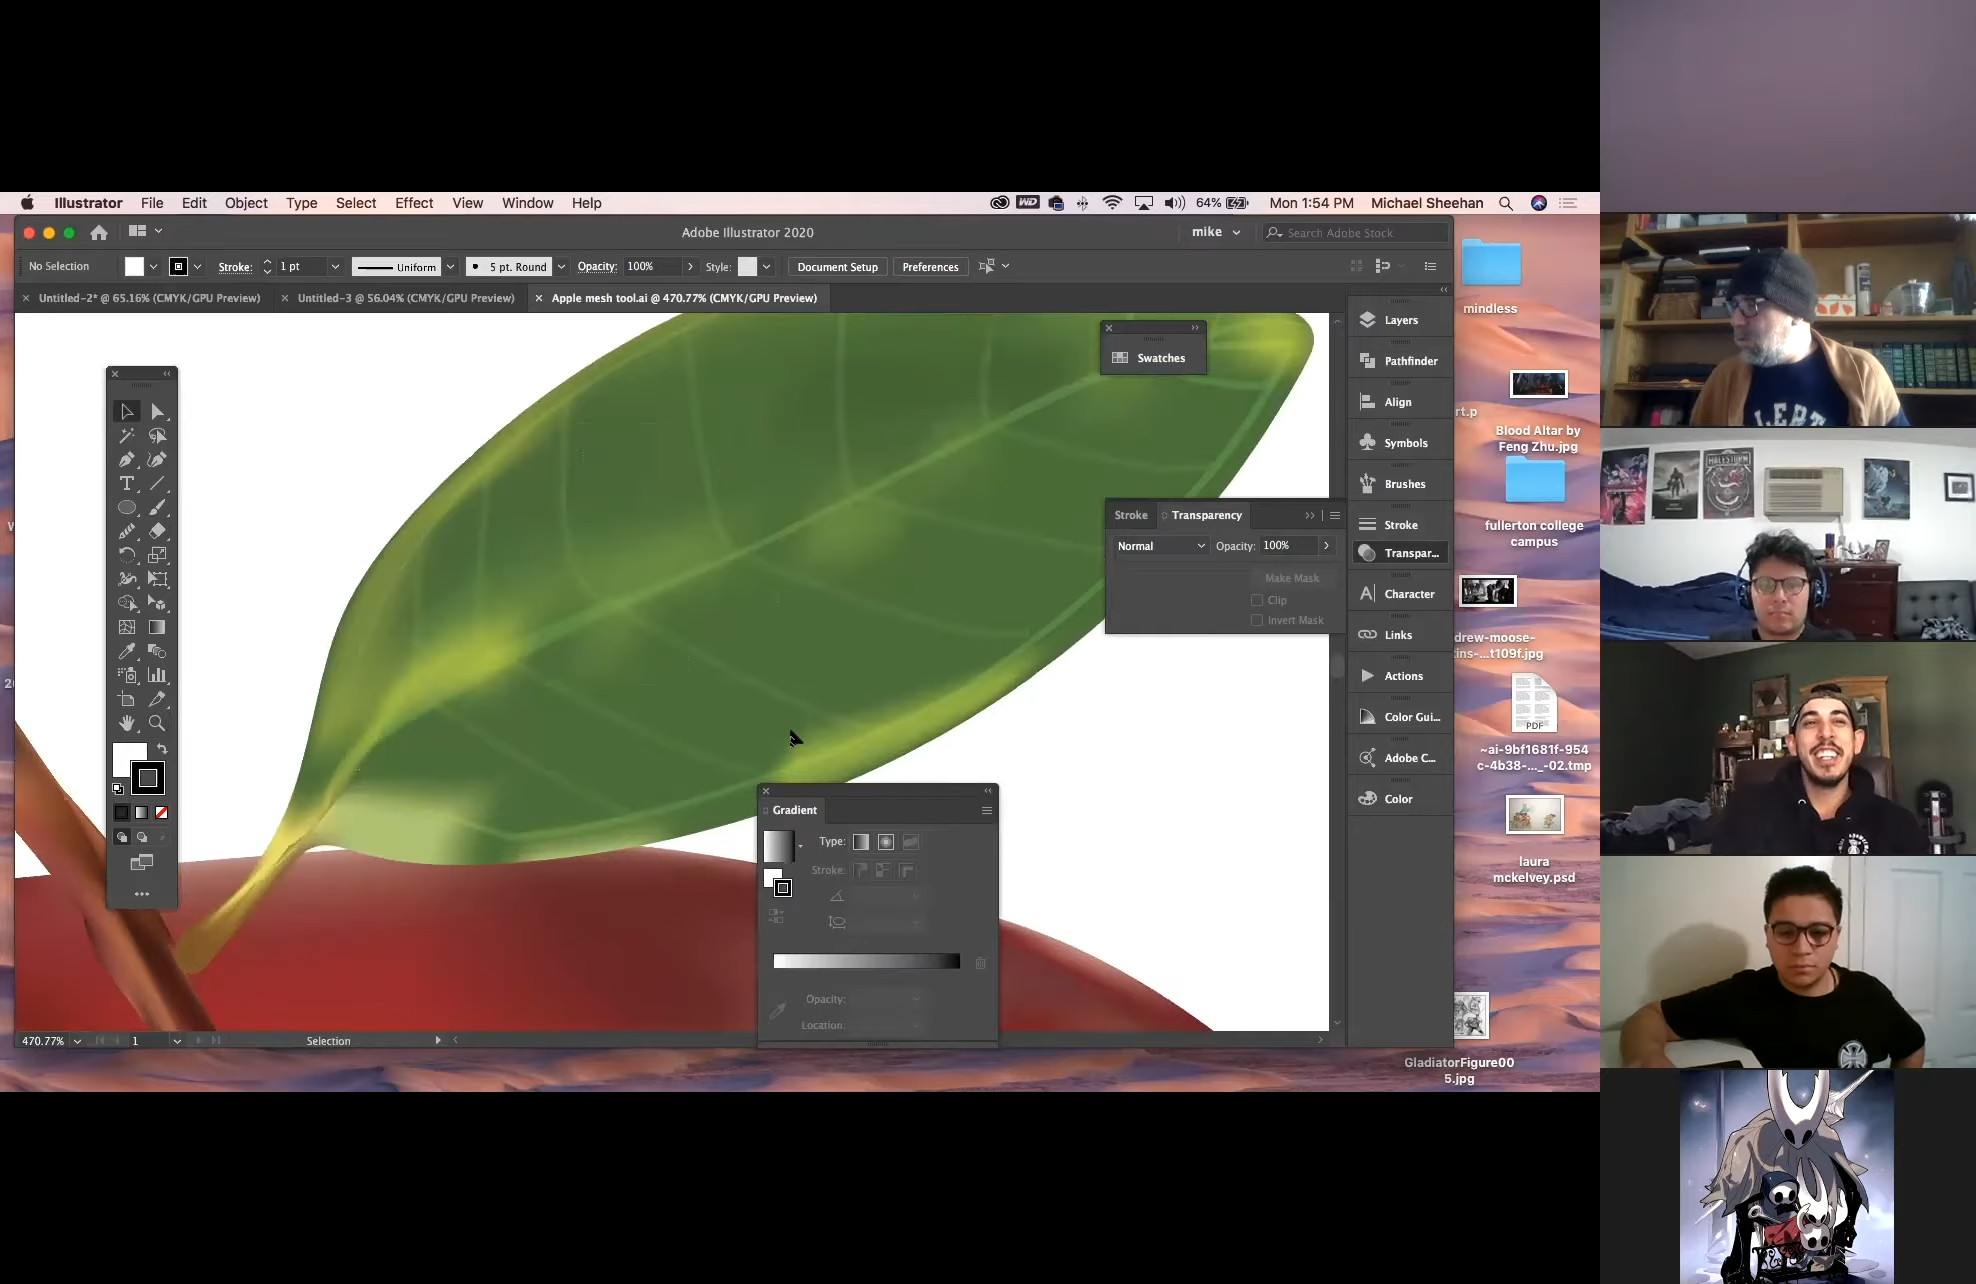 Illustrator File Edit Object Type Select Effect View Window Help 64% Mon 1:54 PM Michael Sheehan
Adobe Illustrator 2020 mike Search Adobe Stock
No Selection Stroke: 1 pt Uniform 5 pt. Round Opacity: 100% Style: Document Setup Preferences
Untitled-2* @ 65.16% (CMYK/GPU Preview) Untitled-3 @ 56.04% (CMYK/GPU Preview) Apple mesh tool.ai @ 470.77% (CMYK/GPU Preview)
Swatches
Stroke Transparency
Normal Opacity: 100%
Make Mask
Clip
Invert Mask
Gradient
Type:
Stroke:
Opacity:
Location:
Layers
Pathfinder
Align
Symbols
Brushes
Stroke
Transpar...
Character
Links
Actions
Color Gui...
Adobe C...
Color
470.77% 1 Selection
mindless
rt.p
Blood Altar by
Feng Zhu.jpg
fullerton college
campus
drew-moose-
ins-...t109f.jpg
PDF
~ai-9bf1681f-954
c-4b38-..._-02.tmp
laura
mckelvey.psd
GladiatorFigure00
5.jpg
HALESTORM